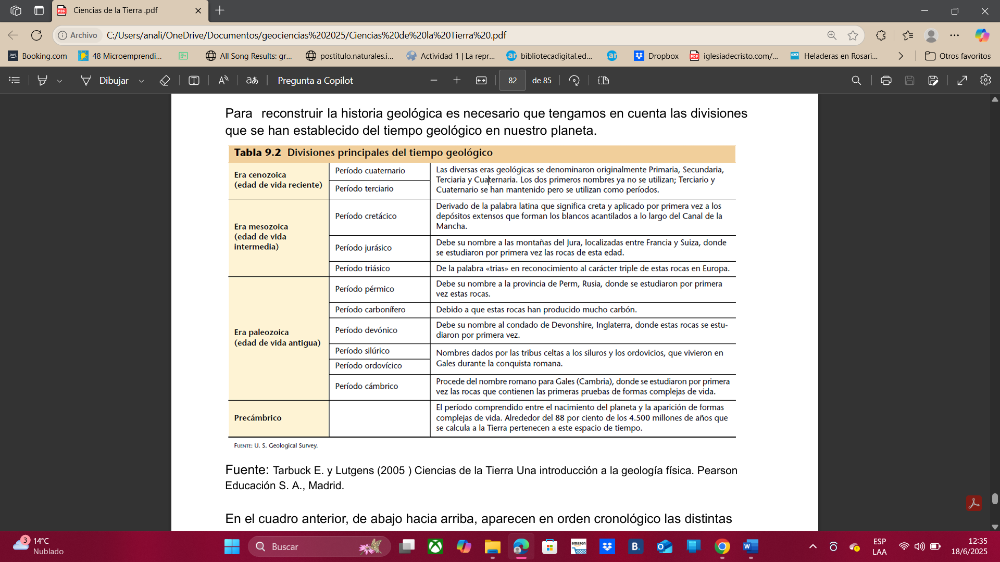 Ciencias de la Tierra .pdf
Archivo
C:/Users/anali/OneDrive/Documentos/geociencias%202025/Ciencias%20de%20la%20Tierra%20.pdf
Booking.com
48 Microemprendi...
All Song Results: gr...
postitulo.naturales.i...
Actividad 1 | La repr...
bibliotecadigital.ed...
Dropbox
iglesiadecristo.com/...
Heladeras en Rosari...
Otros favoritos
Dibujar
Pregunta a Copilot
82
de 85
Para reconstruir la historia geológica es necesario que tengamos en cuenta las divisiones
que se han establecido del tiempo geológico en nuestro planeta.
Tabla 9.2 Divisiones principales del tiempo geológico
Era cenozoica
(edad de vida reciente)
Período cuaternario
Período terciario
Las diversas eras geológicas se denominaron originalmente Primaria, Secundaria,
Terciaria y Cuaternaria. Los dos primeros nombres ya no se utilizan; Terciario y
Cuaternario se han mantenido pero se utilizan como períodos.
Era mesozoica
(edad de vida
intermedia)
Período cretácico
Derivado de la palabra latina que significa creta y aplicado por primera vez a los
depósitos extensos que forman los blancos acantilados a lo largo del Canal de la
Mancha.
Período jurásico
Debe su nombre a las montañas del Jura, localizadas entre Francia y Suiza, donde
se estudiaron por primera vez las rocas de esta edad.
Período triásico
De la palabra «trias» en reconocimiento al carácter triple de estas rocas en Europa.
Era paleozoica
(edad de vida antigua)
Período pérmico
Debe su nombre a la provincia de Perm, Rusia, donde se estudiaron por primera
vez estas rocas.
Período carbonífero
Debido a que estas rocas han producido mucho carbón.
Período devónico
Debe su nombre al condado de Devonshire, Inglaterra, donde estas rocas se estu-
diaron por primera vez.
Período silúrico
Período ordovícico
Nombres dados por las tribus celtas a los siluros y los ordovicios, que vivieron en
Gales durante la conquista romana.
Período cámbrico
Procede del nombre romano para Gales (Cambria), donde se estudiaron por primera
vez las rocas que contienen las primeras pruebas de formas complejas de vida.
Precámbrico
El período comprendido entre el nacimiento del planeta y la aparición de formas
complejas de vida. Alrededor del 88 por ciento de los 4.500 millones de años que
se calcula a la Tierra pertenecen a este espacio de tiempo.
FUENTE: U. S. Geological Survey.
Fuente: Tarbuck E. y Lutgens (2005 ) Ciencias de la Tierra Una introducción a la geología física. Pearson
Educación S. A., Madrid.
En el cuadro anterior, de abajo hacia arriba, aparecen en orden cronológico las distintas
3
14°C
Nublado
Buscar
ESP
LAA
12:35
18/6/2025